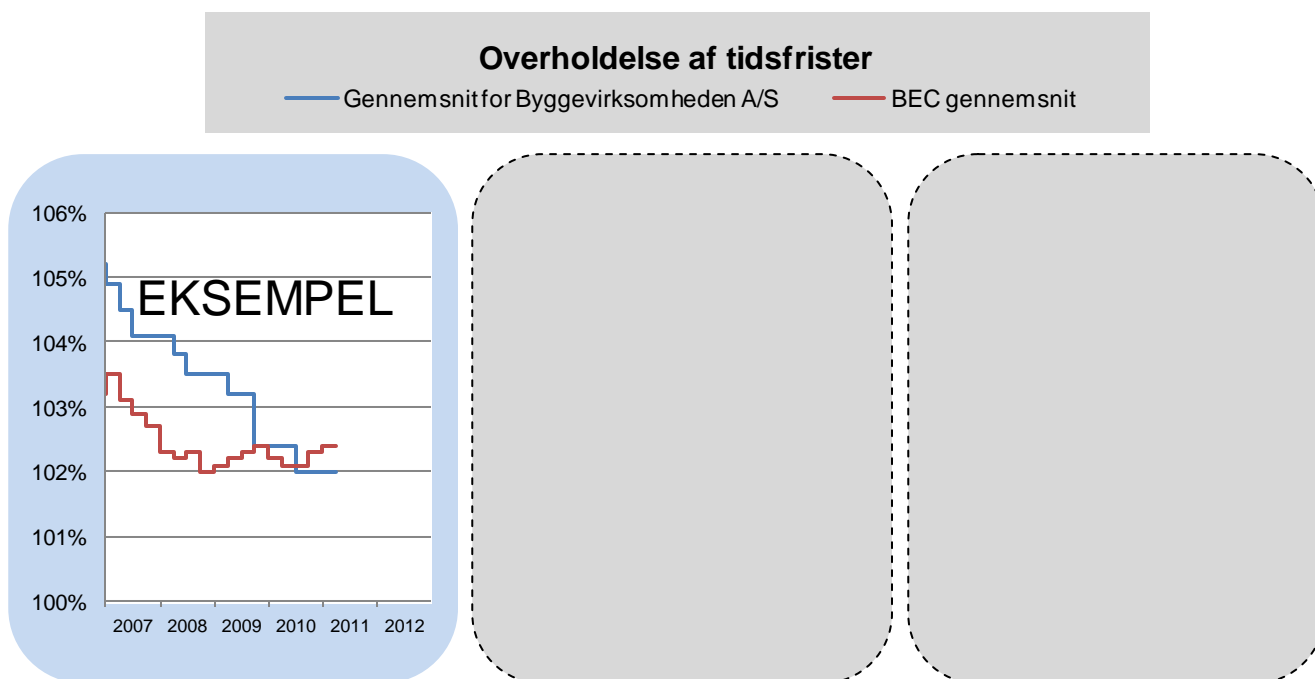 Overholdelse af tidsfrister
Gennemsnit for Byggevirksomheden A/S BEC gennemsnit
106%
105%
EKSEMPEL
104%
103%
102%
101%
100%
2007 2008 2009 2010 2011 2012